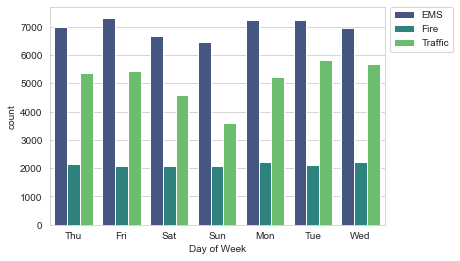 7000
6000
5000
4000
3000
2000
1000
0
count
Thu Fri Sat Sun Mon Tue Wed
Day of Week
EMS
Fire
Traffic